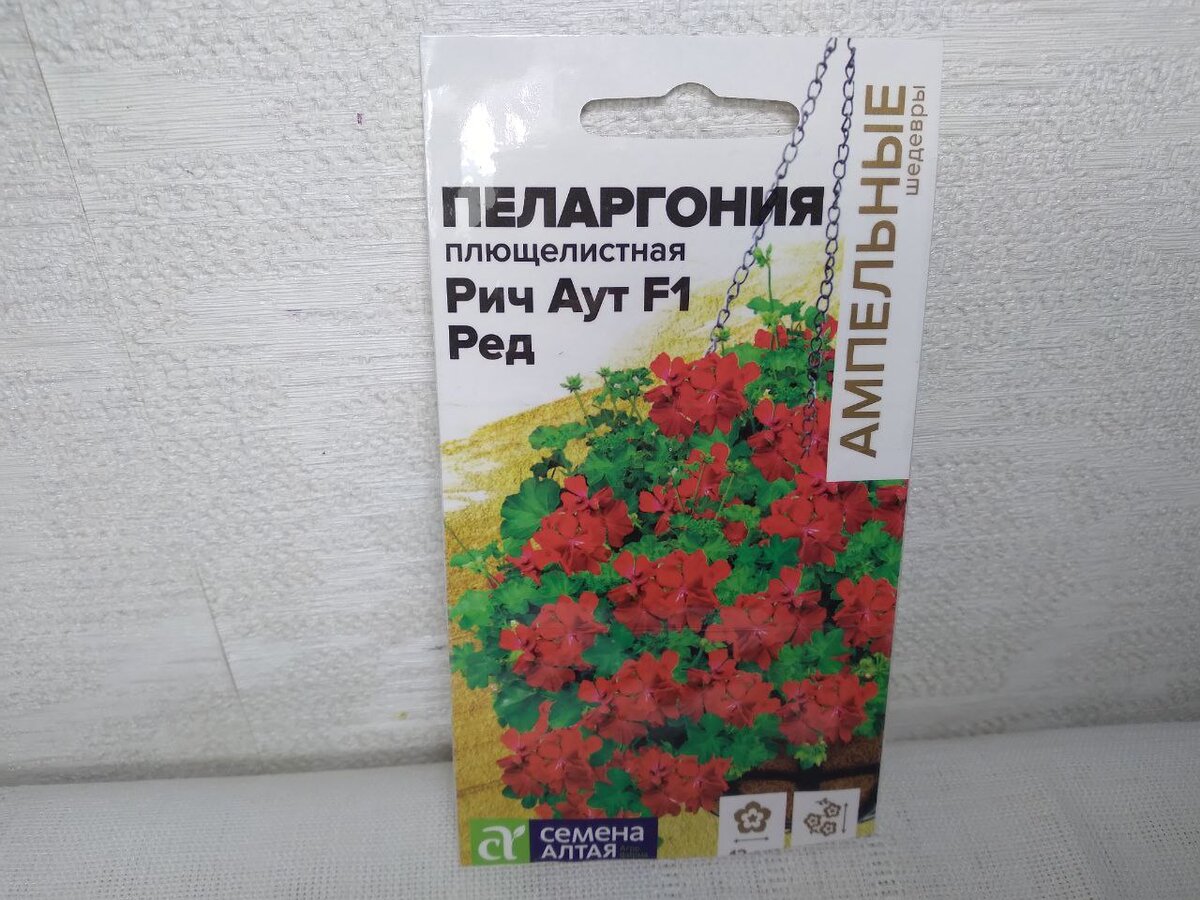 ПЕЛАРГОНИЯ
плющелистная
Рич Аут F1
Ред
АМПЕЛЬНЫЕ
шедевры
семена
АЛТАЯ